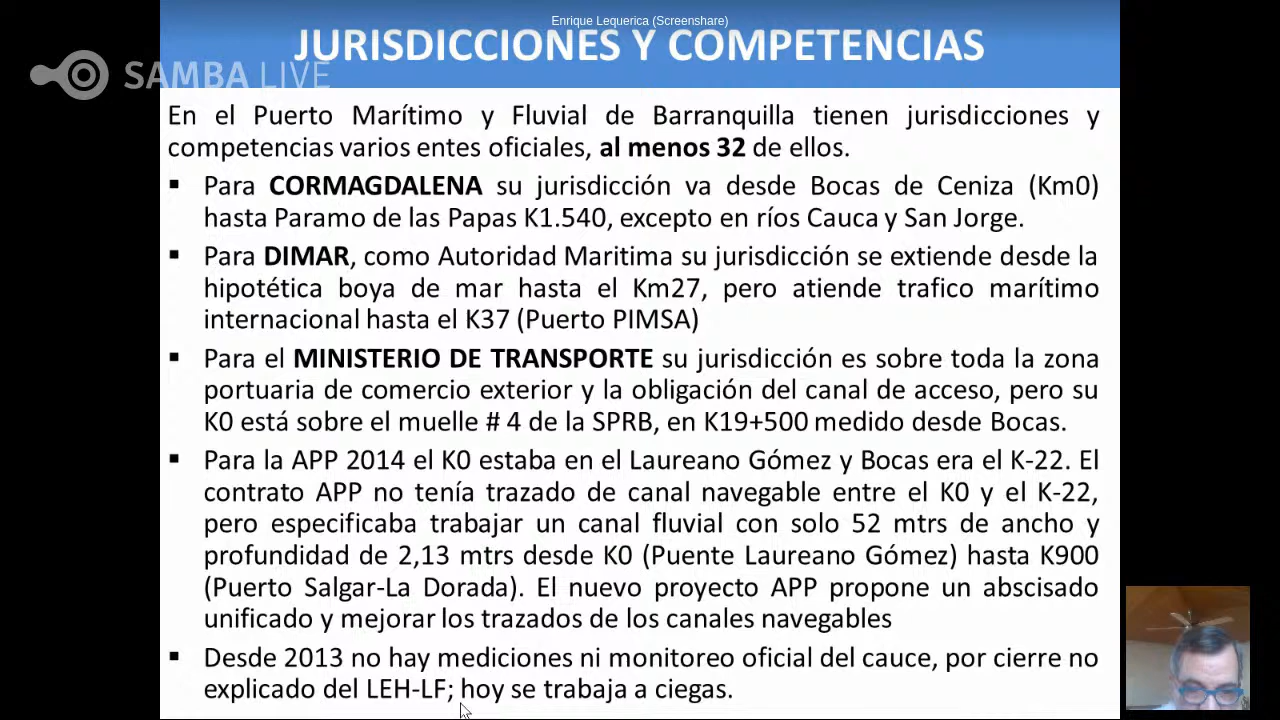 Enrique Lequerica (Screenshare)
JURISDICCIONES Y COMPETENCIAS
SAMBA LIVE
En el Puerto Marítimo y Fluvial de Barranquilla tienen jurisdicciones y
competencias varios entes oficiales, al menos 32 de ellos.
▪ Para CORMAGDALENA su jurisdicción va desde Bocas de Ceniza (Km0)
hasta Paramo de las Papas K1.540, excepto en ríos Cauca y San Jorge.
▪ Para DIMAR, como Autoridad Maritima su jurisdicción se extiende desde la
hipotética boya de mar hasta el Km27, pero atiende trafico marítimo
internacional hasta el K37 (Puerto PIMSA)
▪ Para el MINISTERIO DE TRANSPORTE su jurisdicción es sobre toda la zona
portuaria de comercio exterior y la obligación del canal de acceso, pero su
K0 está sobre el muelle # 4 de la SPRB, en K19+500 medido desde Bocas.
▪ Para la APP 2014 el K0 estaba en el Laureano Gómez y Bocas era el K-22. El
contrato APP no tenía trazado de canal navegable entre el K0 y el K-22,
pero especificaba trabajar un canal fluvial con solo 52 mtrs de ancho y
profundidad de 2,13 mtrs desde K0 (Puente Laureano Gómez) hasta K900
(Puerto Salgar-La Dorada). El nuevo proyecto APP propone un abscisado
unificado y mejorar los trazados de los canales navegables
▪ Desde 2013 no hay mediciones ni monitoreo oficial del cauce, por cierre no
explicado del LEH-LF; hoy se trabaja a ciegas.